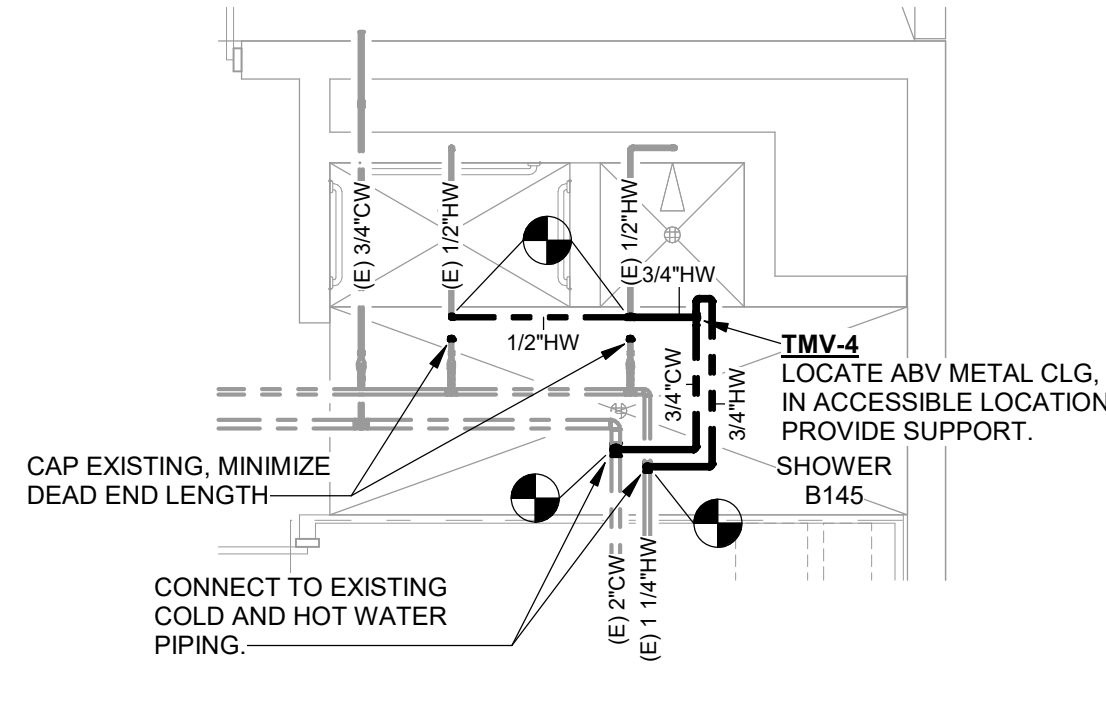 (E) 3/4"CW
(E) 1/2"HW
(E) 1/2"HW
3/4"HW
1/2"HW
3/4"CW
3/4"HW
TMV-4
LOCATE ABV METAL CLG,
IN ACCESSIBLE LOCATION
PROVIDE SUPPORT.
CAP EXISTING, MINIMIZE
DEAD END LENGTH
SHOWER
B145
CONNECT TO EXISTING
COLD AND HOT WATER
PIPING.
(E) 2"CW
(E) 1 1/4"HW